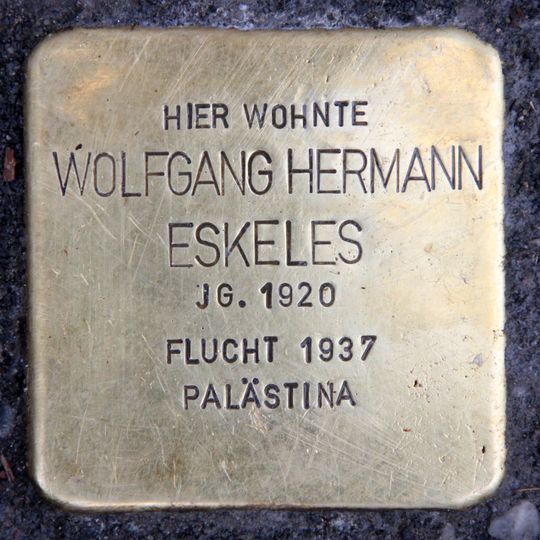 HIER WOHNTE
WOLFGANG HERMANN
ESKELES
JG. 1920
FLUCHT 1937
PALÄSTINA